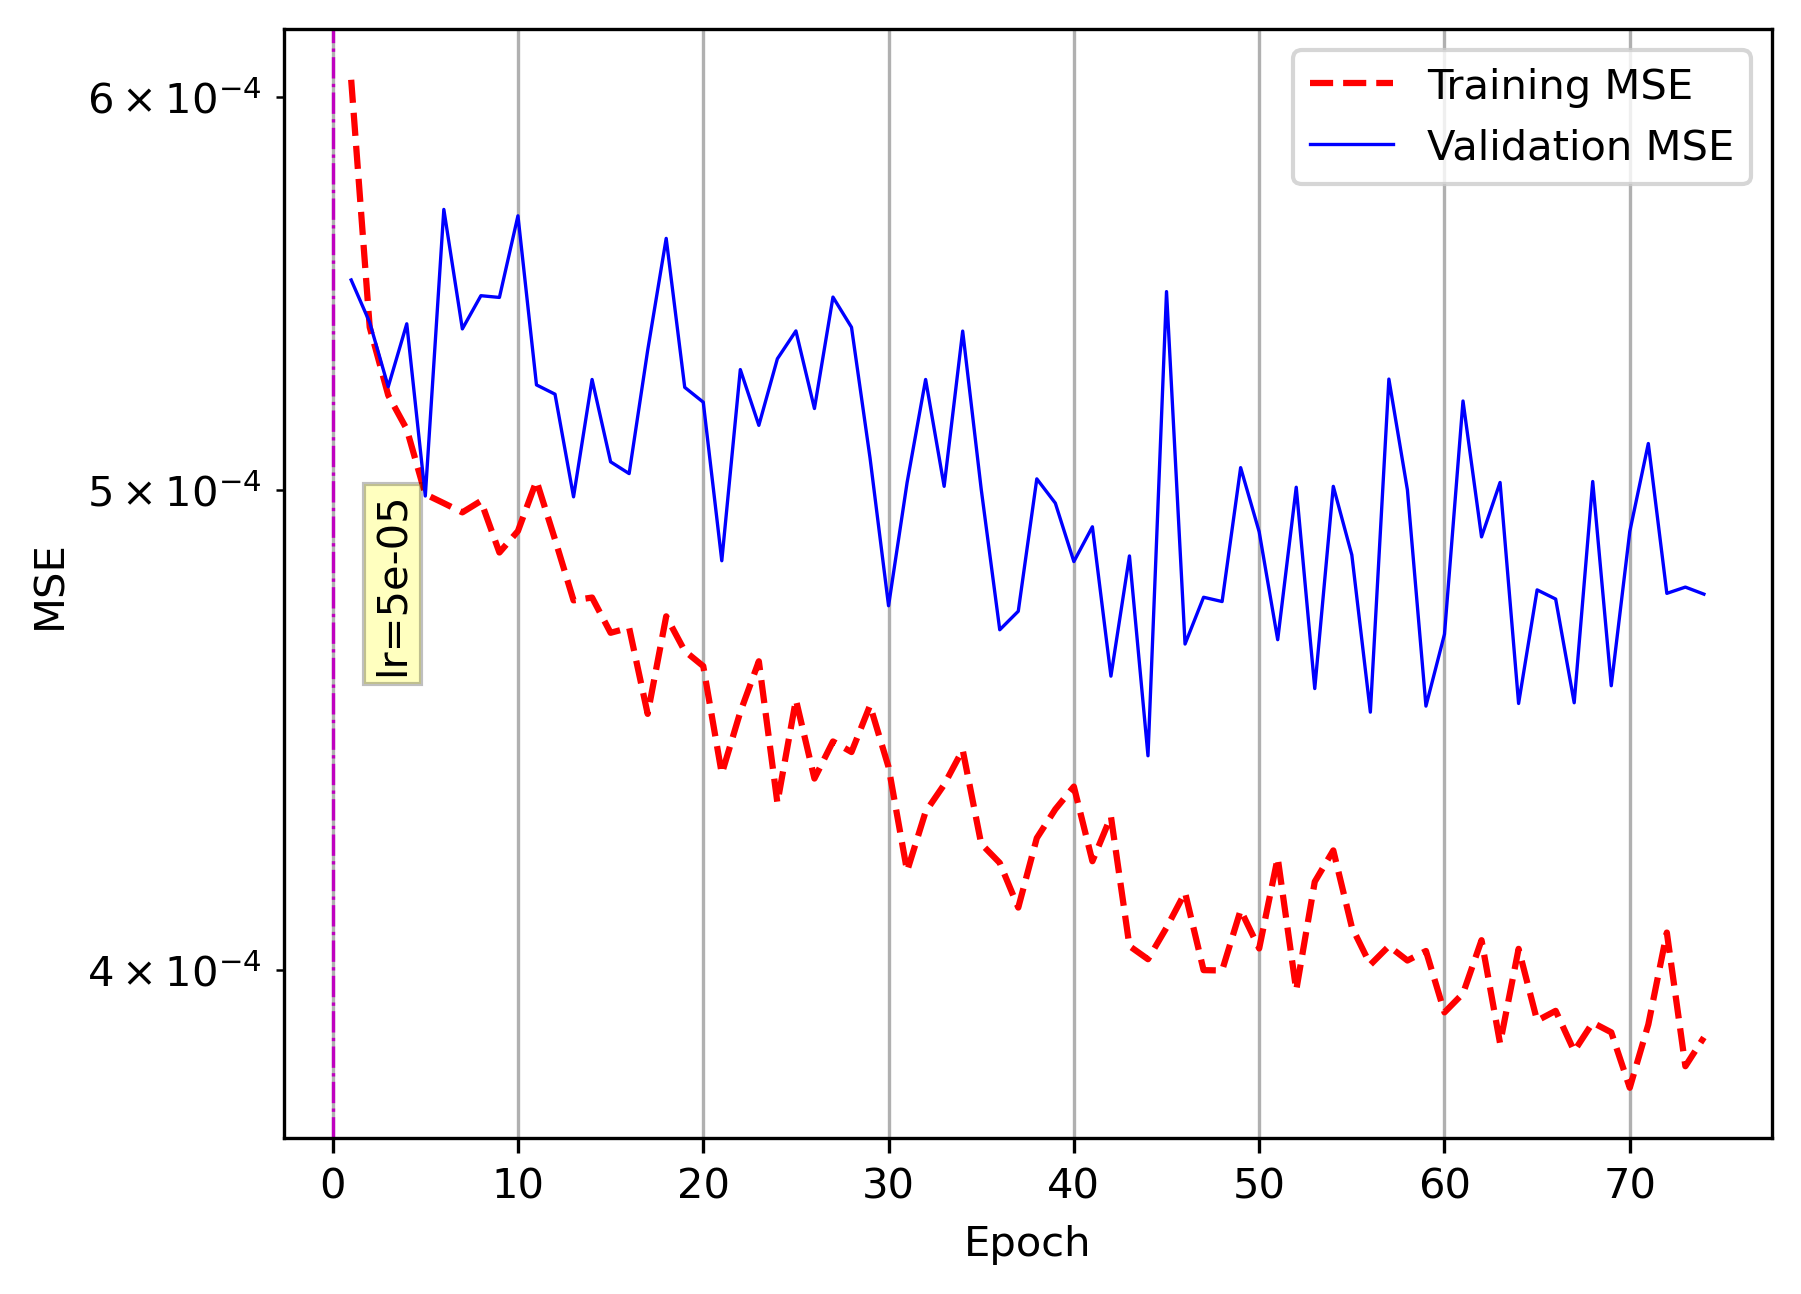 Training MSE
Validation MSE
6 × 10⁻⁴
5 × 10⁻⁴
4 × 10⁻⁴
MSE
lr=5e-05
0 10 20 30 40 50 60 70
Epoch